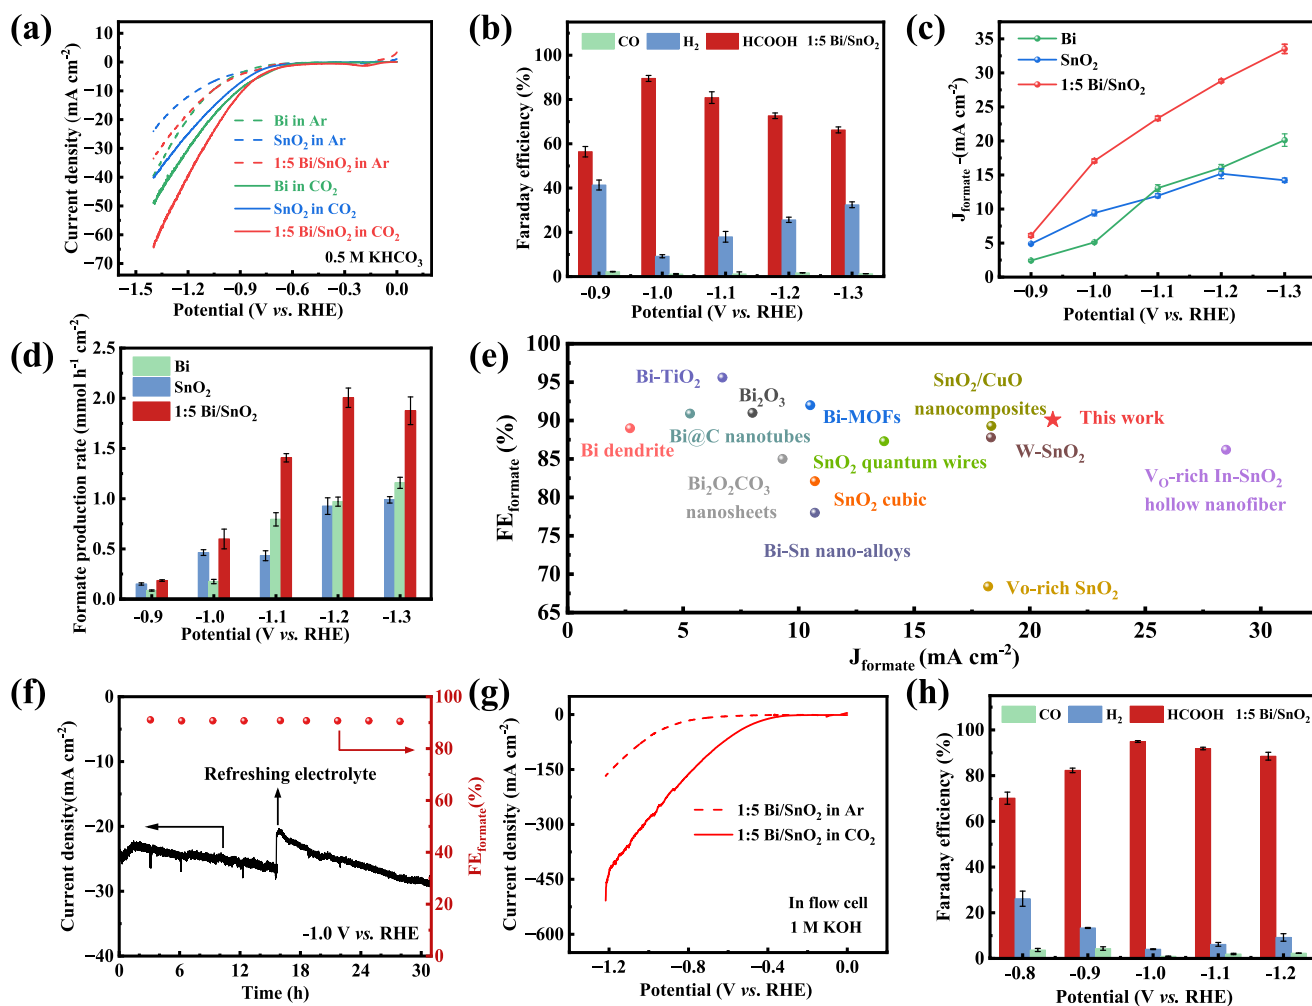 (a)
Current density (mA cm⁻²)
10
0
−10
−20
−30
−40
−50
−60
−70
Bi in Ar
SnO₂ in Ar
1:5 Bi/SnO₂ in Ar
Bi in CO₂
SnO₂ in CO₂
1:5 Bi/SnO₂ in CO₂
0.5 M KHCO₃
−1.5 −1.2 −0.9 −0.6 −0.3 0.0
Potential (V vs. RHE)
(b)
Faraday efficiency (%)
CO H₂ HCOOH 1:5 Bi/SnO₂
100
80
60
40
20
0
-0.9 -1.0 -1.1 -1.2 -1.3
Potential (V vs. RHE)
(c)
J formate -(mA cm⁻²)
35
30
25
20
15
10
5
0
Bi
SnO₂
1:5 Bi/SnO₂
−0.9 −1.0 −1.1 −1.2 −1.3
Potential (V vs. RHE)
(d)
Formate production rate (mmol h⁻¹ cm⁻²)
2.5
2.0
1.5
1.0
0.5
0.0
Bi
SnO₂
1:5 Bi/SnO₂
-0.9 -1.0 -1.1 -1.2 -1.3
Potential (V vs. RHE)
(e)
FE formate (%)
100
95
90
85
80
75
70
65
Bi−TiO₂
Bi₂O₃
SnO₂/CuO
nanocomposites
Bi−MOFs
This work
Bi@C nanotubes
Bi dendrite
W-SnO₂
SnO₂ quantum wires
V_O-rich In-SnO₂
hollow nanofiber
Bi₂O₂CO₃
nanosheets
SnO₂ cubic
Bi-Sn nano-alloys
Vo-rich SnO₂
0 5 10 15 20 25 30
J formate (mA cm⁻²)
(f)
Current density(mA cm⁻²)
0
−10
−20
−30
−40
Refreshing electrolyte
-1.0 V vs. RHE
100
80
60
40
20
0
FE formate(%)
0 6 12 18 24 30
Time (h)
(g)
Current density (mA cm⁻²)
0
−150
−300
−450
−600
1:5 Bi/SnO₂ in Ar
1:5 Bi/SnO₂ in CO₂
In flow cell
1 M KOH
−1.2 −0.8 −0.4 0.0
Potential (V vs. RHE)
(h)
Faraday efficiency (%)
CO H₂ HCOOH 1:5 Bi/SnO₂
100
80
60
40
20
0
-0.8 -0.9 -1.0 -1.1 -1.2
Potential (V vs. RHE)